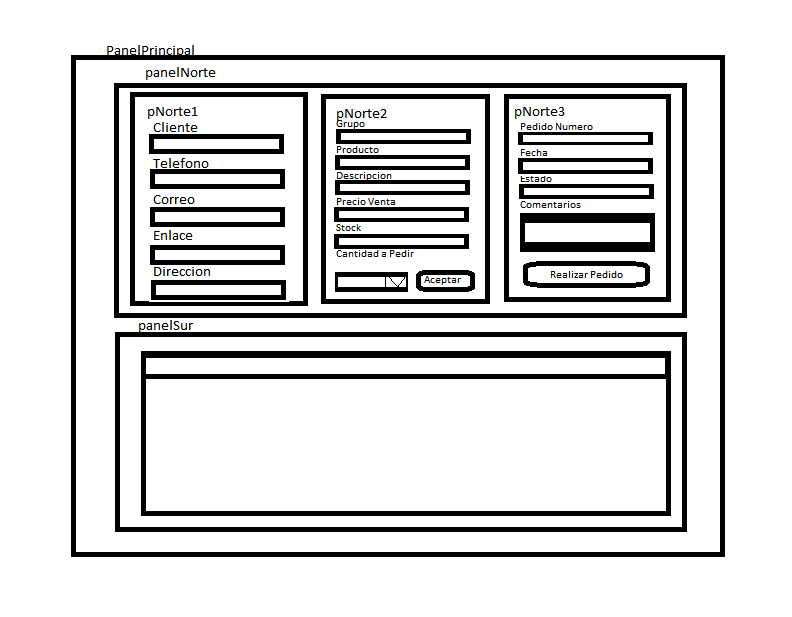 PanelPrincipal
panelNorte
pNorte1
Cliente
Telefono
Correo
Enlace
Direccion
pNorte2
Grupo
Producto
Descripcion
Precio Venta
Stock
Cantidad a Pedir
Aceptar
pNorte3
Pedido Numero
Fecha
Estado
Comentarios
Realizar Pedido
panelSur